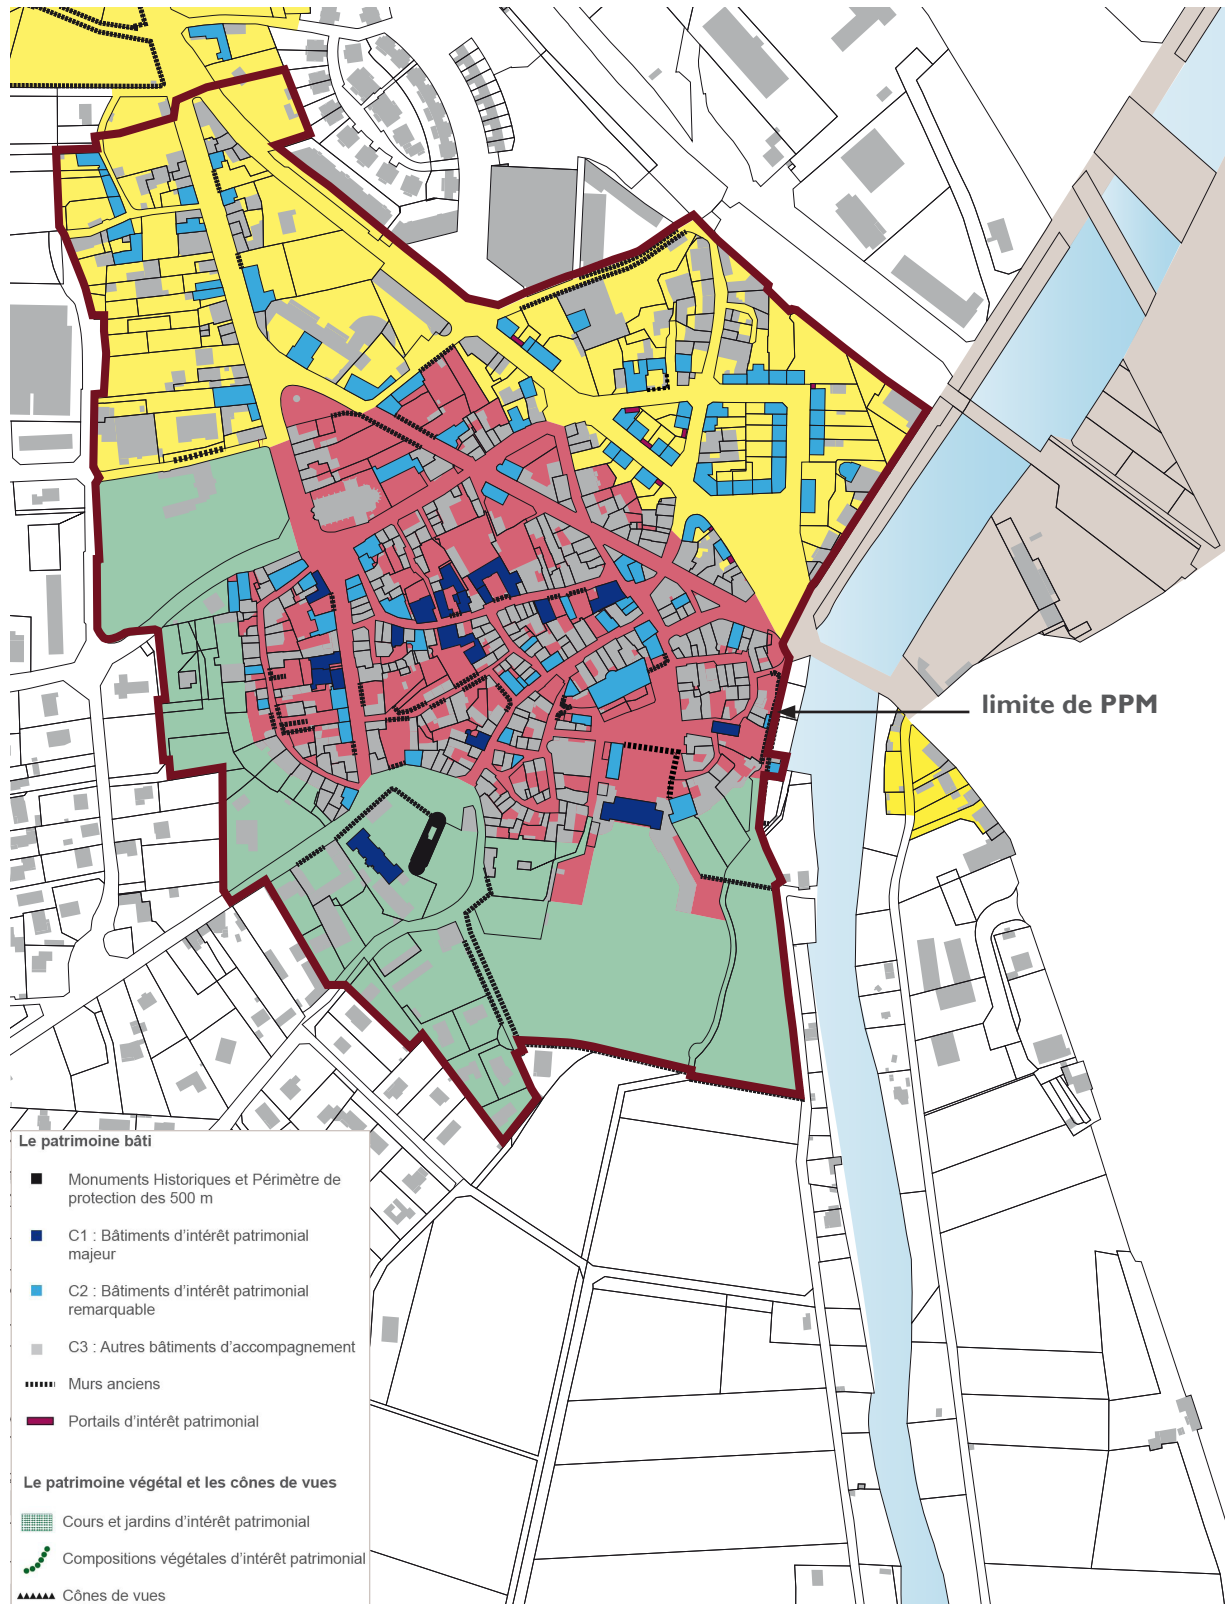 limite de PPM
Le patrimoine bâti
Monuments Historiques et Périmètre de
protection des 500 m
C1 : Bâtiments d’intérêt patrimonial
majeur
C2 : Bâtiments d’intérêt patrimonial
remarquable
C3 : Autres bâtiments d’accompagnement
Murs anciens
Portails d’intérêt patrimonial
Le patrimoine végétal et les cônes de vues
Cours et jardins d’intérêt patrimonial
Compositions végétales d’intérêt patrimonial
Cônes de vues